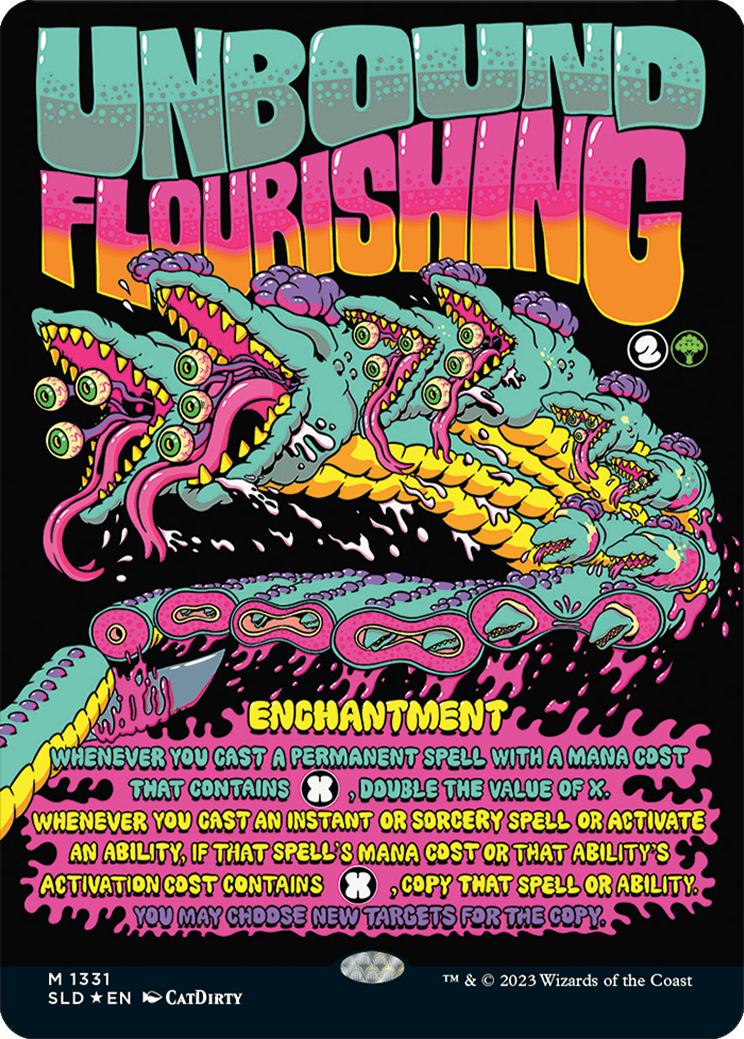 UNBOUND
FLOURISHING
2
ENCHANTMENT
WHENEVER YOU CAST A PERMANENT SPELL WITH A MANA COST
THAT CONTAINS X, DOUBLE THE VALUE OF X.
WHENEVER YOU CAST AN INSTANT OR SORCERY SPELL OR ACTIVATE
AN ABILITY, IF THAT SPELL'S MANA COST OR THAT ABILITY'S
ACTIVATION COST CONTAINS X, COPY THAT SPELL OR ABILITY.
YOU MAY CHOOSE NEW TARGETS FOR THE COPY.
M 1331
SLD ★ EN CATDIRTY
™ & © 2023 Wizards of the Coast